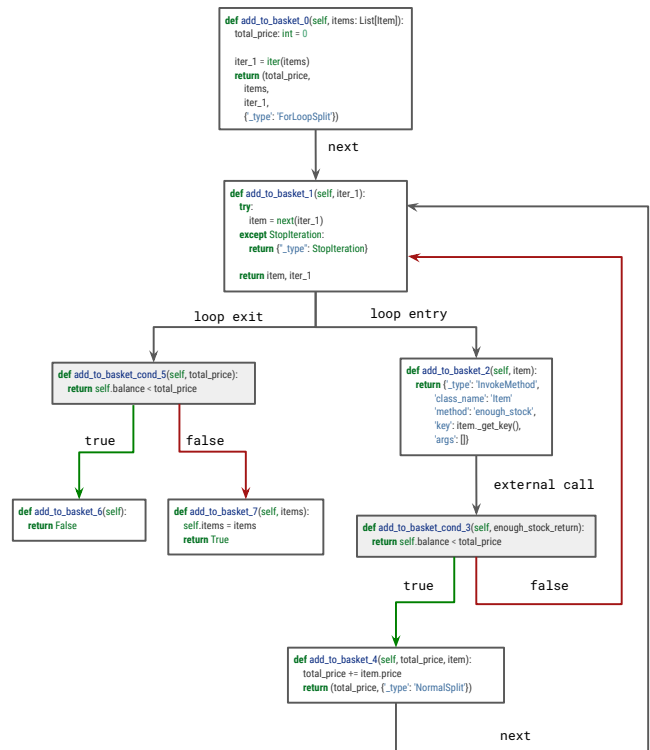 def add_to_basket_0(self, items: List[Item]):
total_price: int = 0
iter_1 = iter(items)
return (total_price,
items,
iter_1,
{'_type': 'ForLoopSplit'})
next
def add_to_basket_1(self, iter_1):
try:
item = next(iter_1)
except StopIteration:
return {"_type": StopIteration}
return item, iter_1
loop exit
loop entry
def add_to_basket_cond_5(self, total_price):
return self.balance < total_price
def add_to_basket_2(self, item):
return {'_type': 'InvokeMethod',
'class_name': 'Item'
'method': 'enough_stock',
'key': item._get_key(),
'args': []}
true
false
external call
def add_to_basket_6(self):
return False
def add_to_basket_7(self, items):
self.items = items
return True
def add_to_basket_cond_3(self, enough_stock_return):
return self.balance < total_price
true
false
def add_to_basket_4(self, total_price, item):
total_price += item.price
return (total_price, {'_type': 'NormalSplit'})
next